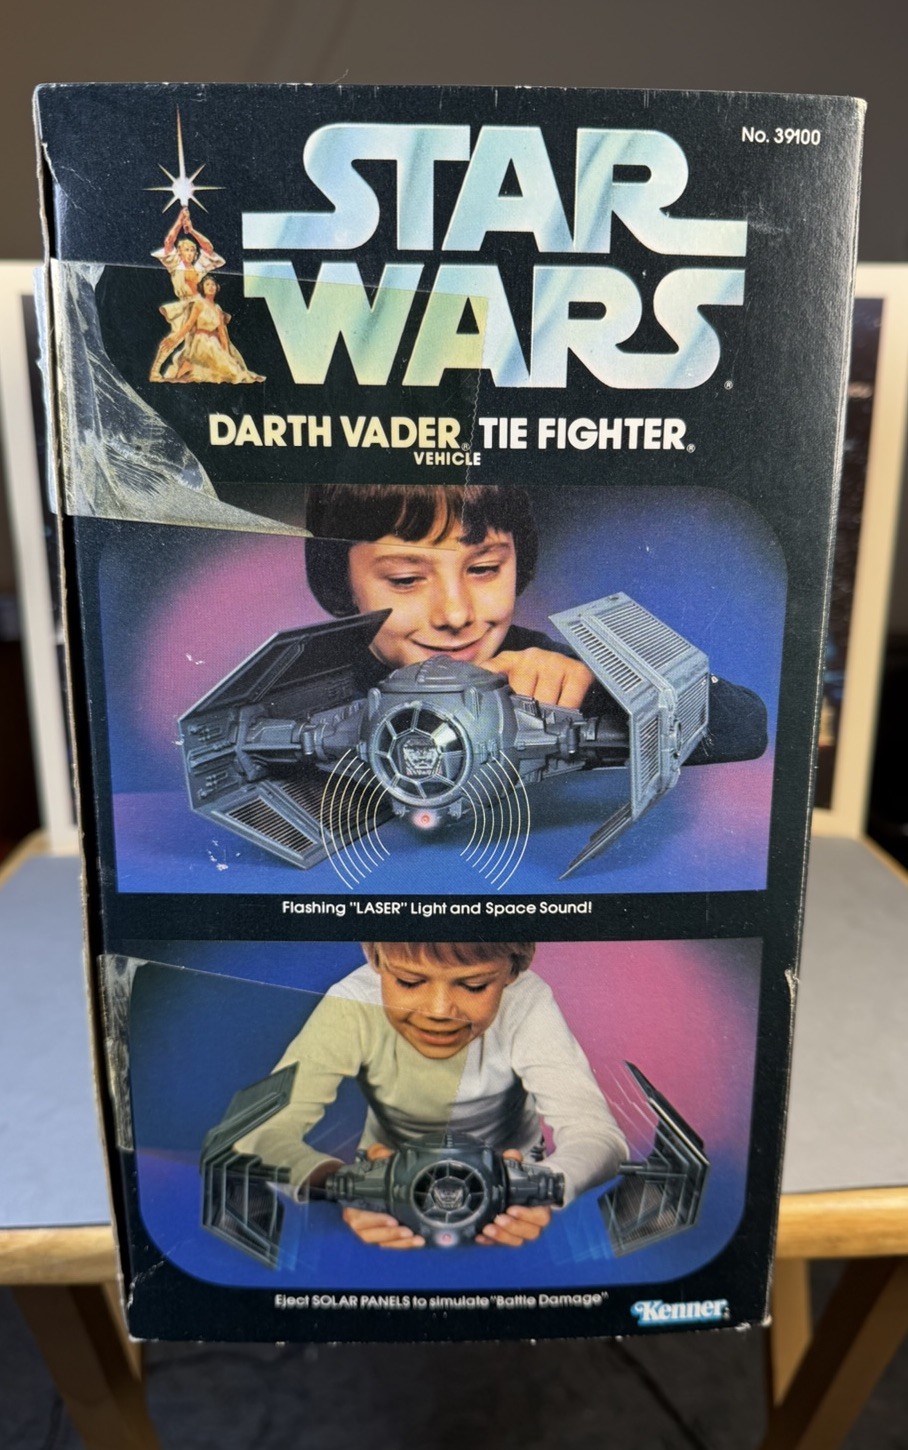 No. 39100
STAR
WARS®
DARTH VADER® TIE FIGHTER®
VEHICLE
Flashing "LASER" Light and Space Sound!
Eject SOLAR PANELS to simulate "Battle Damage"
Kenner®